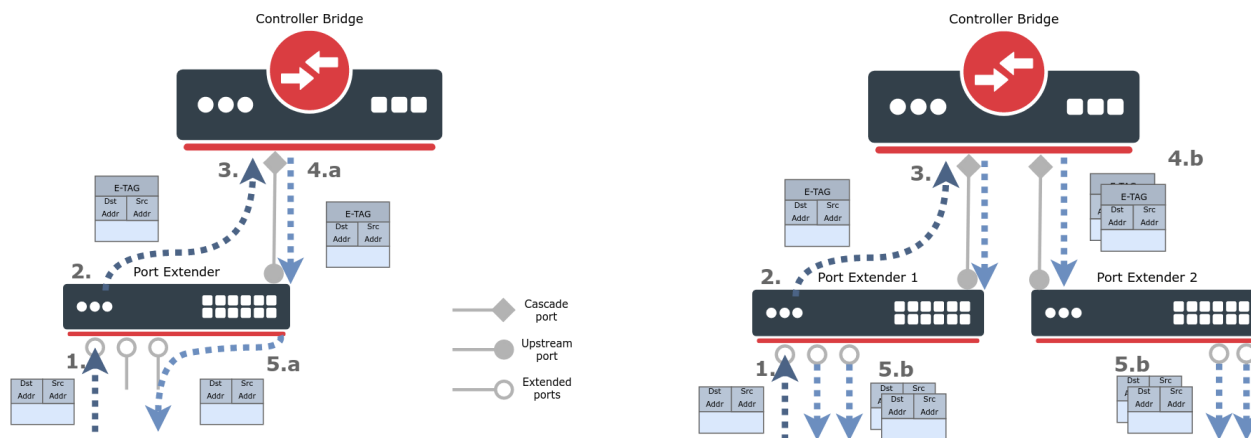 Controller Bridge
3.
4.a
E-TAG
Dst Src
Addr Addr
E-TAG
Dst Src
Addr Addr
2.
Port Extender
1.
5.a
Dst Src
Addr Addr
Dst Src
Addr Addr
Cascade
port
Upstream
port
Extended
ports
Controller Bridge
3.
4.b
E-TAG
Dst Src
Addr Addr
E-TAG
E-TAG
Dst Src
Addr Addr
2.
Port Extender 1
Port Extender 2
1.
5.b
5.b
Dst Src
Addr Addr
Dst Src
Dst Src
Addr Addr
Dst Src
Dst Src
Addr Addr